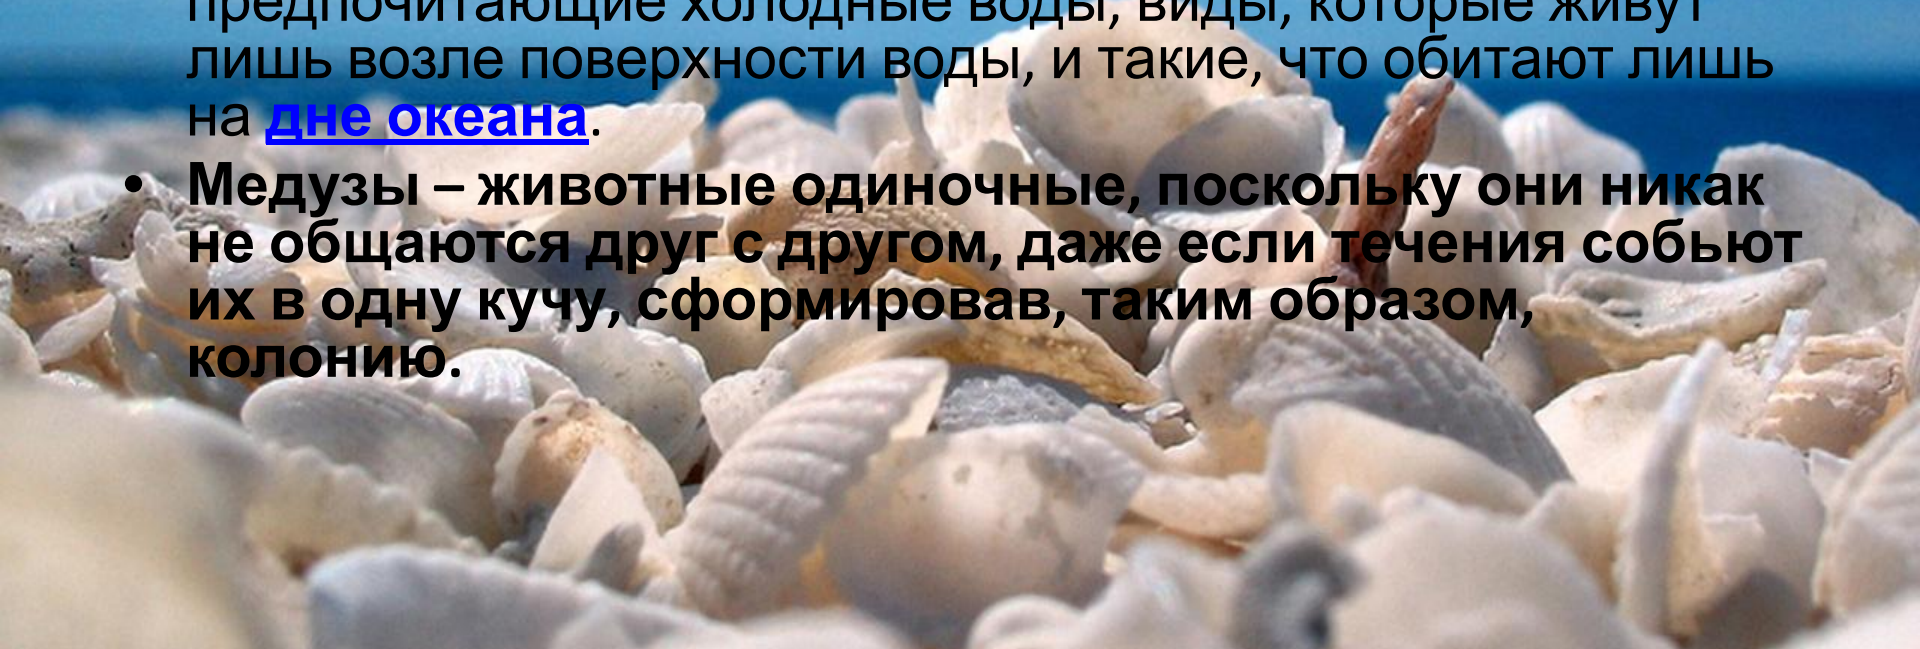 предпочитающие холодные воды, виды, которые живут
лишь возле поверхности воды, и такие, что обитают лишь
на дне океана.
• Медузы – животные одиночные, поскольку они никак
не общаются друг с другом, даже если течения собьют
их в одну кучу, сформировав, таким образом,
колонию.